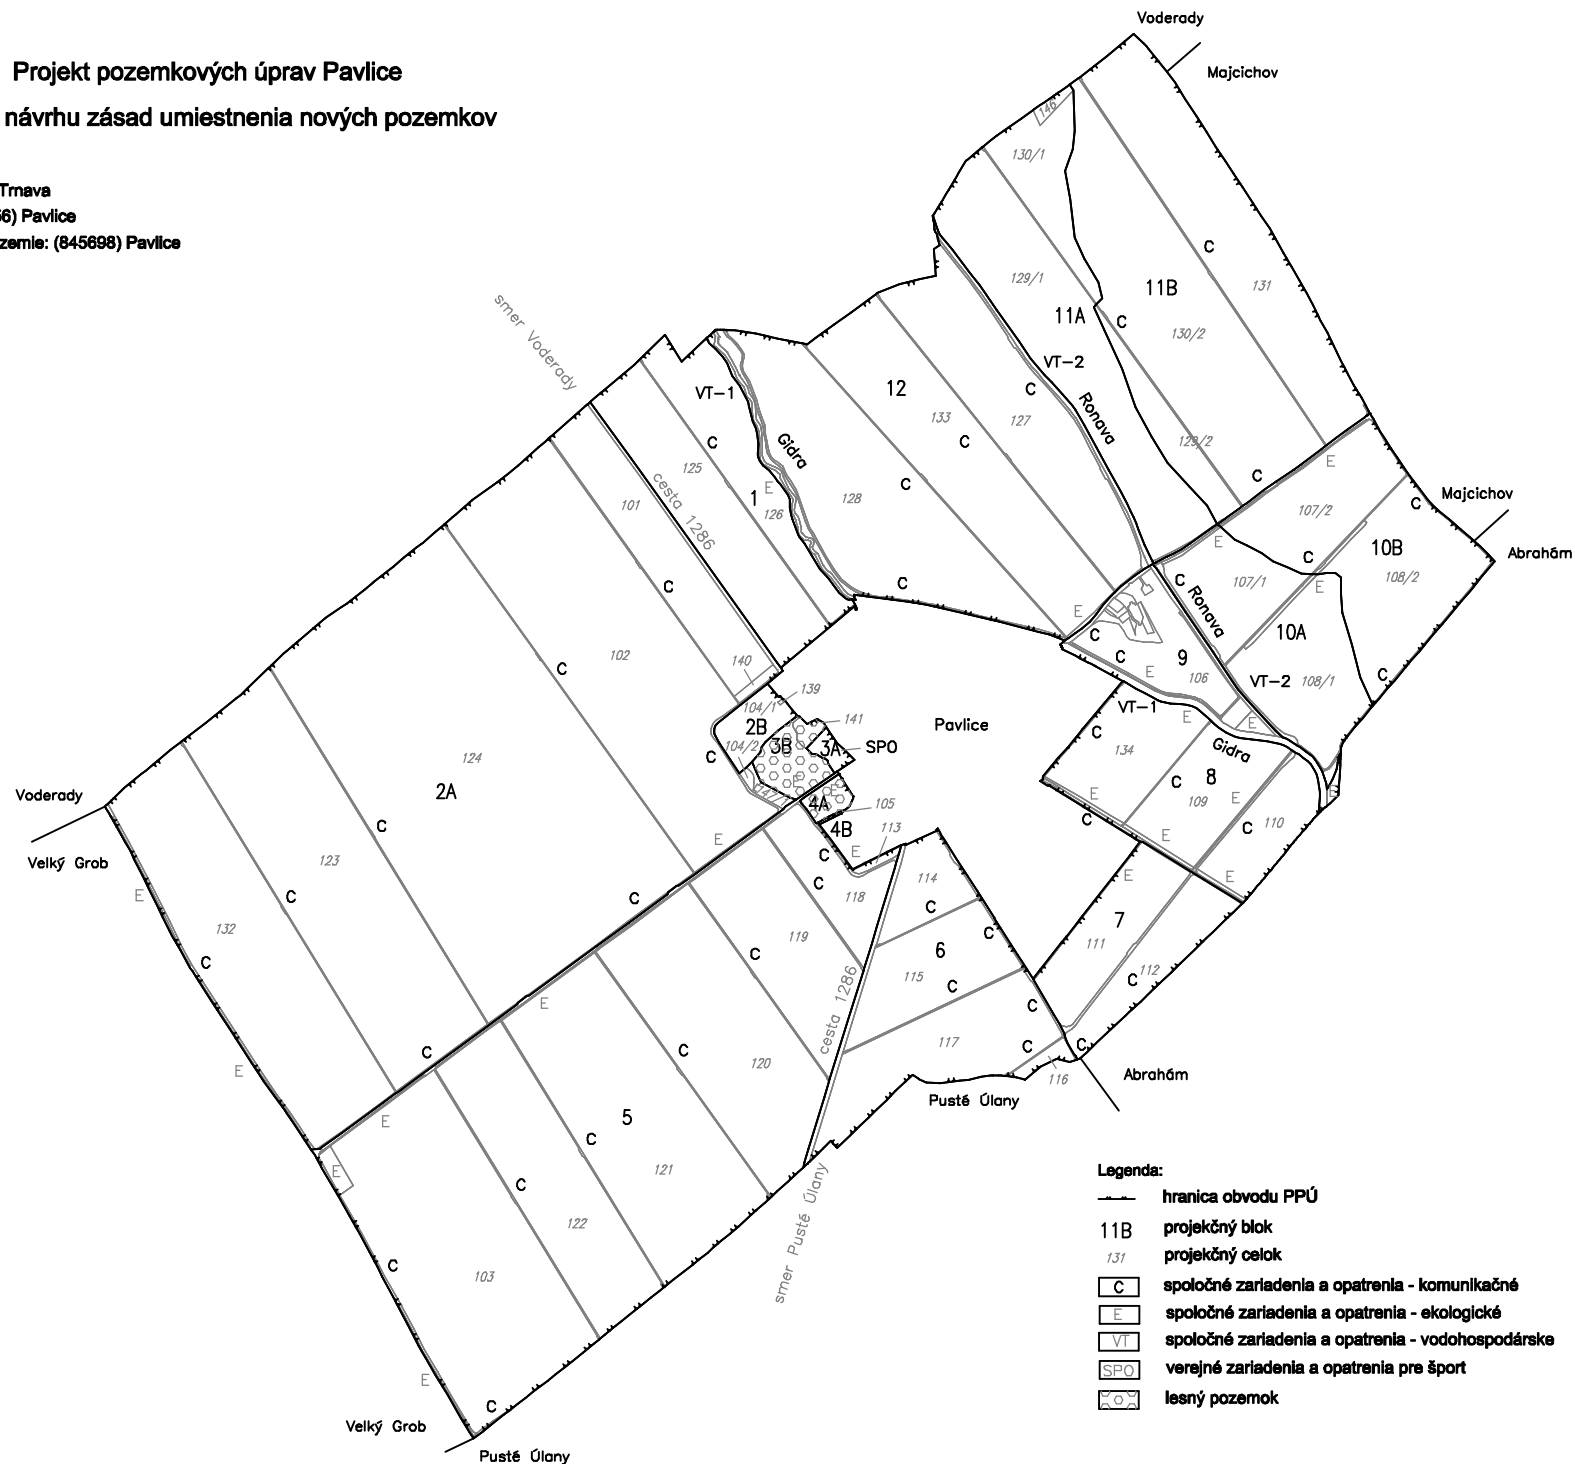 Projekt pozemkových úprav Pavlice
návrhu zásad umiestnenia nových pozemkov
Trnava
6) Pavlice
zemie: (845698) Pavlice
Voderady
Majcichov
146
130/1
C
131
129/1
11B
11A
C
130/2
smer Voderady
VT-2
12
C
VT-1
Ronava
133
127
C
Gidra
C
129/2
125
C
E
cesta 1286
1
E
126
128
C
101
Majcichov
C
107/2
E
10B
Abrahám
C
107/1
E
108/2
C
C
C
Ronava
E
10A
C
102
C
C
E
9
106
VT-2
108/1
C
140
139
104/1
VT-1
E
E
2B
141
Pavlice
C
104/2
3B
3A
SPO
134
Gidra
124
C
E
8
2A
E
C
109
E
Voderady
147/1
4A
105
E
C
110
E
C
4B
113
E
C
E
Velký Grob
123
C
E
C
E
E
C
118
114
C
C
7
132
119
C
6
111
C
C
115
C
C
112
E
cesta 1286
C
120
117
C
C
C
E
116
Abrahám
Pusté Úlany
E
5
C
E
121
smer Pusté Úlany
C
122
C
103
E
C
Velký Grob
Pusté Úlany
Legenda:
hranica obvodu PPÚ
11B projekčný blok
131 projekčný celok
C spoločné zariadenia a opatrenia - komunikačné
E spoločné zariadenia a opatrenia - ekologické
VT spoločné zariadenia a opatrenia - vodohospodárske
SPO verejné zariadenia a opatrenia pre šport
lesný pozemok